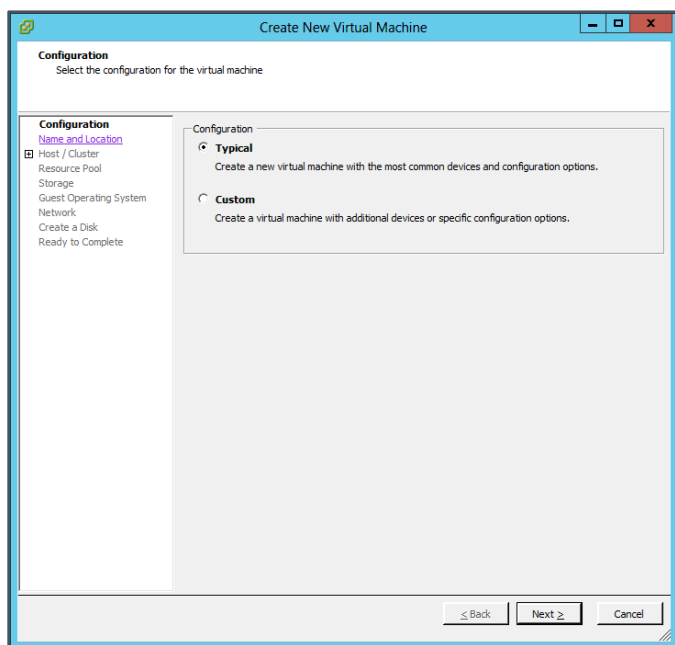 Create New Virtual Machine
Configuration
Select the configuration for the virtual machine
Configuration
Name and Location
Host / Cluster
Resource Pool
Storage
Guest Operating System
Network
Create a Disk
Ready to Complete
Configuration
Typical
Create a new virtual machine with the most common devices and configuration options.
Custom
Create a virtual machine with additional devices or specific configuration options.
< Back
Next >
Cancel